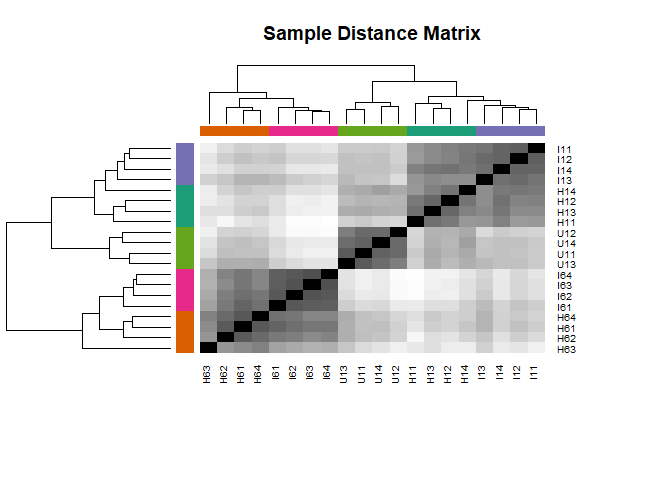 Sample Distance Matrix
I11
I12
I14
I13
H14
H12
H13
H11
U12
U14
U11
U13
I64
I63
I62
I61
H64
H61
H62
H63
H63
H62
H61
H64
I61
I62
I63
I64
U13
U11
U14
U12
H11
H13
H12
H14
I13
I14
I12
I11